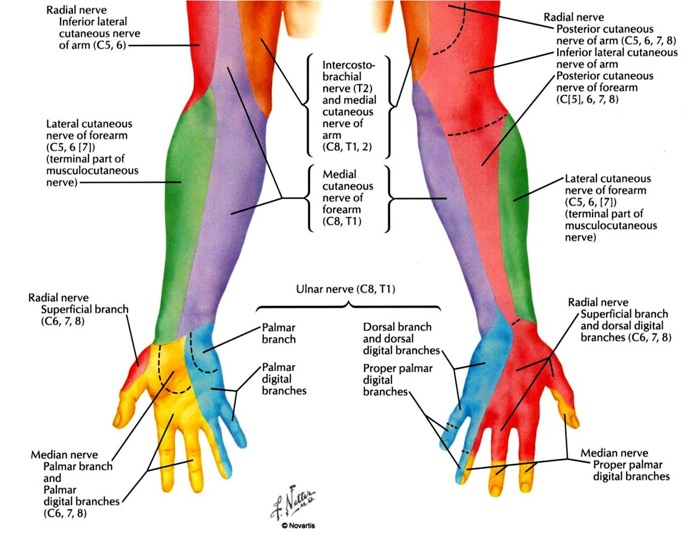 Radial nerve
Inferior lateral
cutaneous nerve
of arm (C5, 6)
Lateral cutaneous
nerve of forearm
(C5, 6 [7])
(terminal part of
musculocutaneous
nerve)
Intercosto-
brachial
nerve (T2)
and medial
cutaneous
nerve of
arm
(C8, T1, 2)
Medial
cutaneous
nerve of
forearm
(C8, T1)
Radial nerve
Posterior cutaneous
nerve of arm (C5, 6, 7, 8)
Inferior lateral cutaneous
nerve of arm
Posterior cutaneous
nerve of forearm
(C[5], 6, 7, 8)
Lateral cutaneous
nerve of forearm
(C5, 6, [7])
(terminal part of
musculocutaneous
nerve)
Ulnar nerve (C8, T1)
Radial nerve
Superficial branch
(C6, 7, 8)
Palmar
branch
Palmar
digital
branches
Dorsal branch
and dorsal
digital branches
Proper palmar
digital
branches
Radial nerve
Superficial branch
and dorsal digital
branches (C6, 7, 8)
Median nerve
Palmar branch
and
Palmar
digital branches
(C6, 7, 8)
Median nerve
Proper palmar
digital branches
F. Netter
M.D.
© Novartis